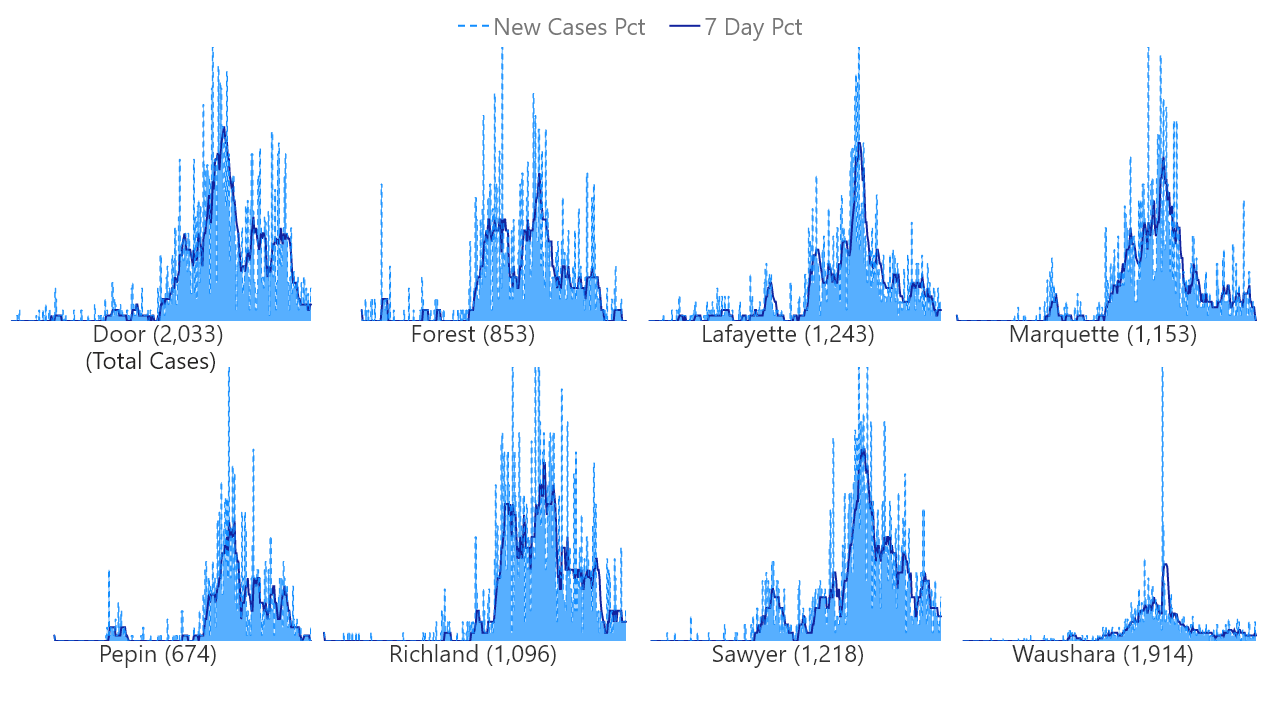 New Cases Pct 7 Day Pct
Door (2,033) Forest (853) Lafayette (1,243) Marquette (1,153)
(Total Cases)
Pepin (674) Richland (1,096) Sawyer (1,218) Waushara (1,914)